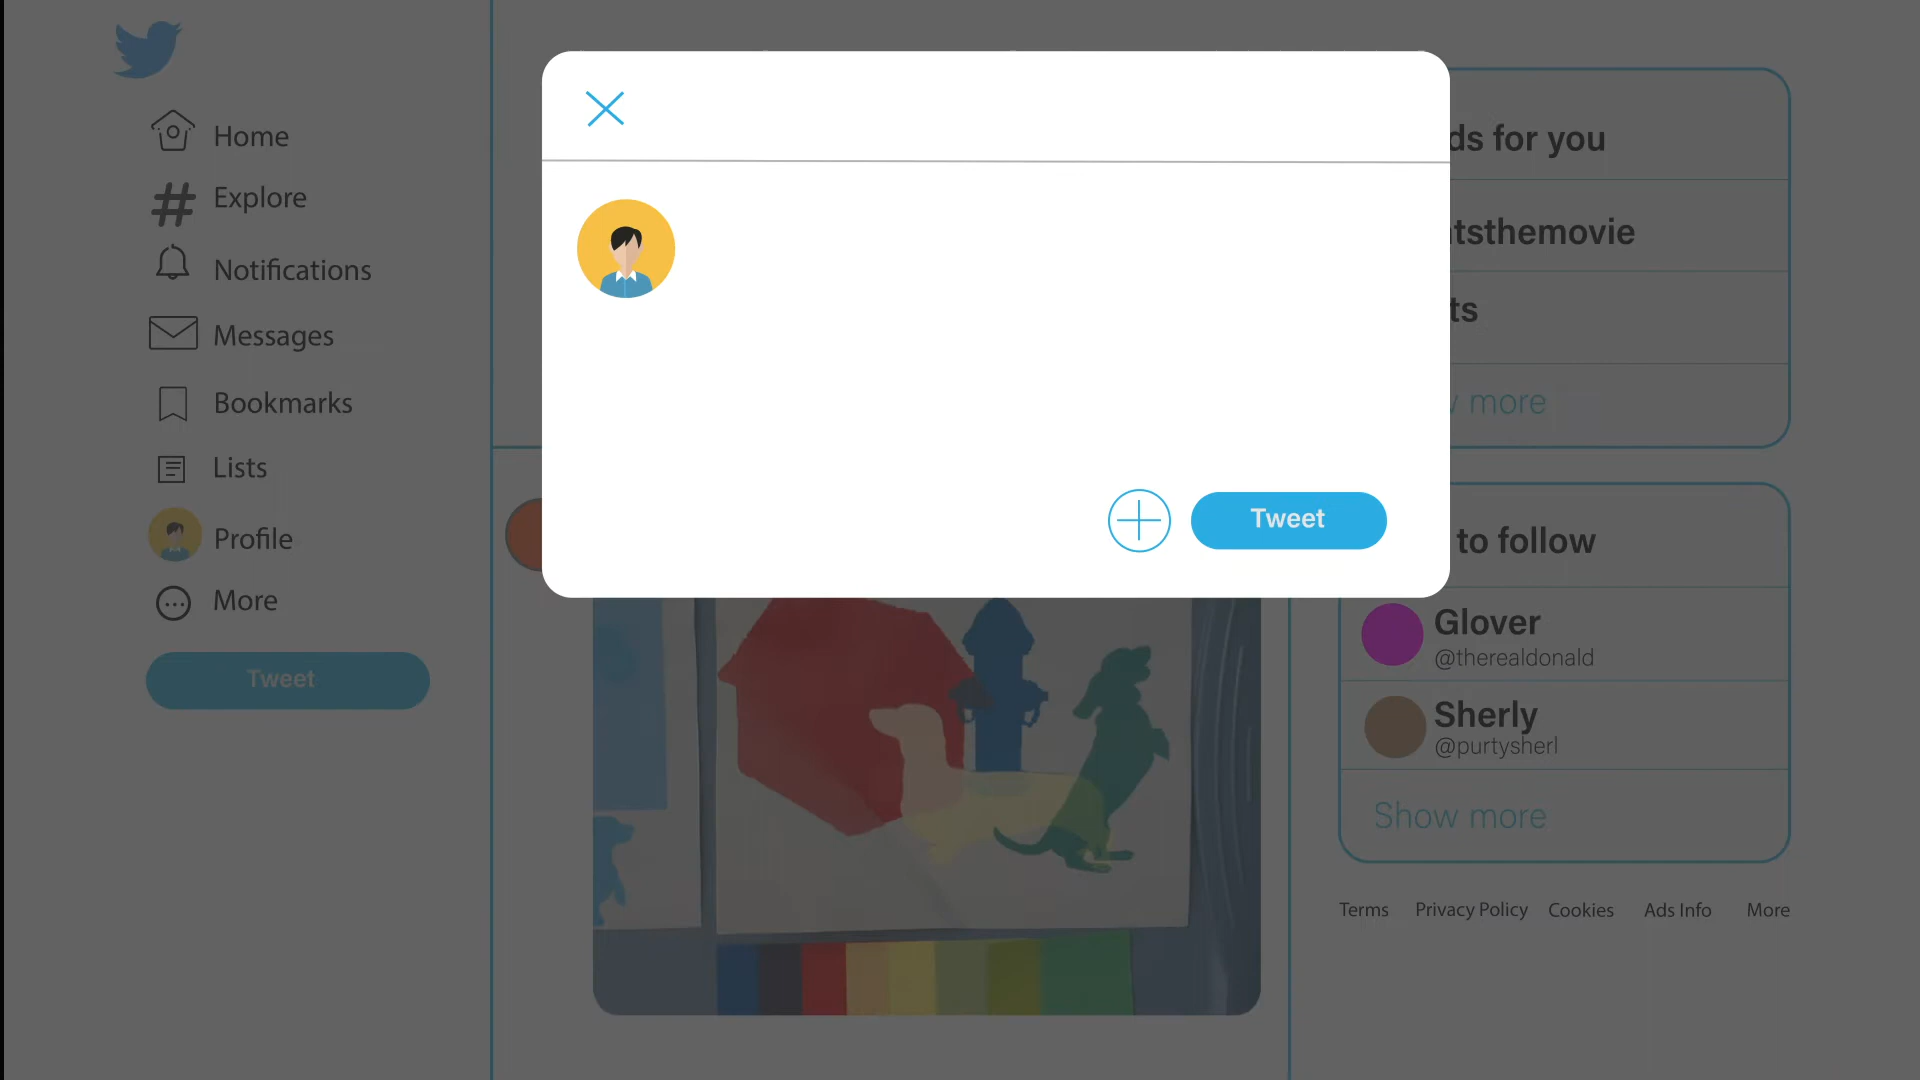 Home
Explore
Notifications
Messages
Bookmarks
Lists
Profile
More
Tweet
Tweet
ds for you
tsthemovie
ts
more
to follow
Glover
@therealdonald
Sherly
@purtysherl
Show more
Terms Privacy Policy Cookies Ads Info More